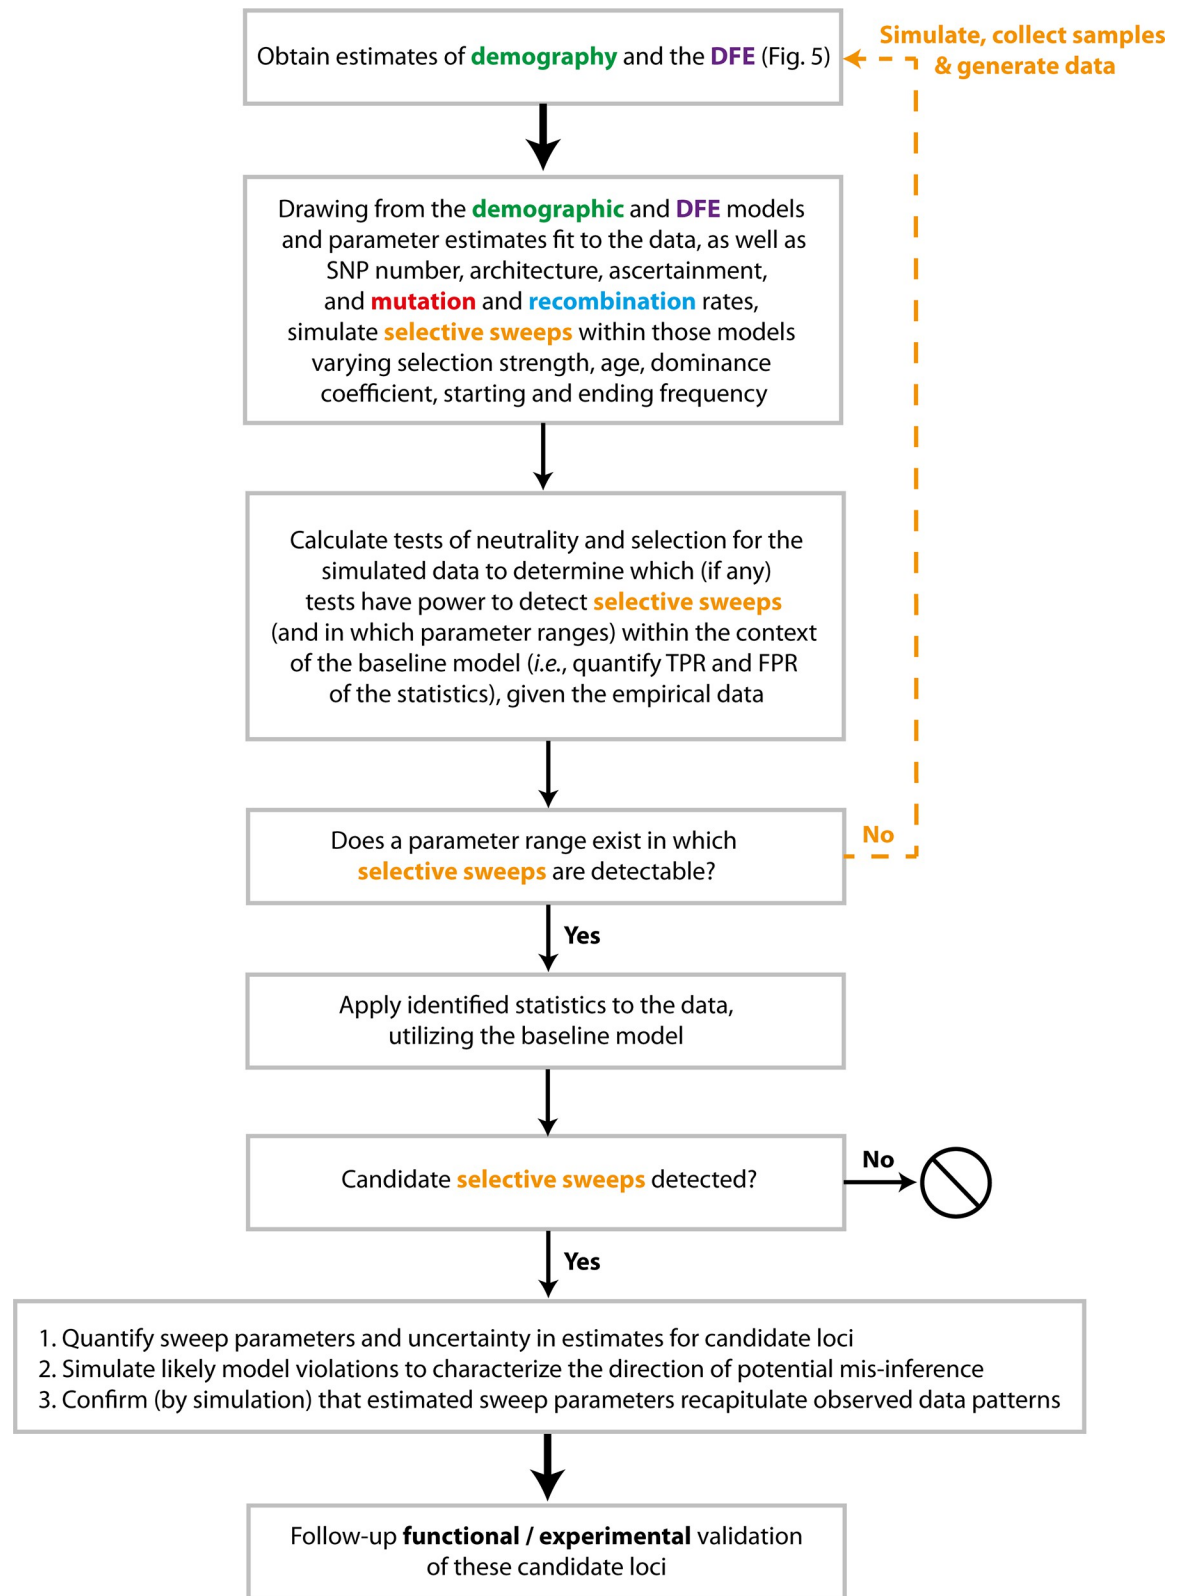 Obtain estimates of demography and the DFE (Fig. 5)
Simulate, collect samples
& generate data
Drawing from the demographic and DFE models
and parameter estimates fit to the data, as well as
SNP number, architecture, ascertainment,
and mutation and recombination rates,
simulate selective sweeps within those models
varying selection strength, age, dominance
coefficient, starting and ending frequency
Calculate tests of neutrality and selection for the
simulated data to determine which (if any)
tests have power to detect selective sweeps
(and in which parameter ranges) within the context
of the baseline model (i.e., quantify TPR and FPR
of the statistics), given the empirical data
Does a parameter range exist in which
selective sweeps are detectable?
No
Yes
Apply identified statistics to the data,
utilizing the baseline model
Candidate selective sweeps detected?
No
Yes
1. Quantify sweep parameters and uncertainty in estimates for candidate loci
2. Simulate likely model violations to characterize the direction of potential mis-inference
3. Confirm (by simulation) that estimated sweep parameters recapitulate observed data patterns
Follow-up functional / experimental validation
of these candidate loci